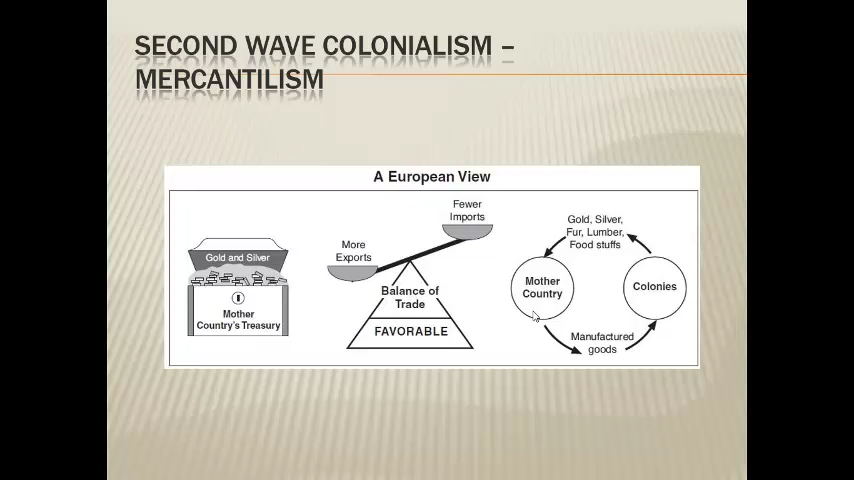 SECOND WAVE COLONIALISM –
MERCANTILISM
A European View
Gold and Silver
Mother
Country's Treasury
More
Exports
Fewer
Imports
Balance of
Trade
FAVORABLE
Gold, Silver,
Fur, Lumber,
Food stuffs
Mother
Country
Colonies
Manufactured
goods